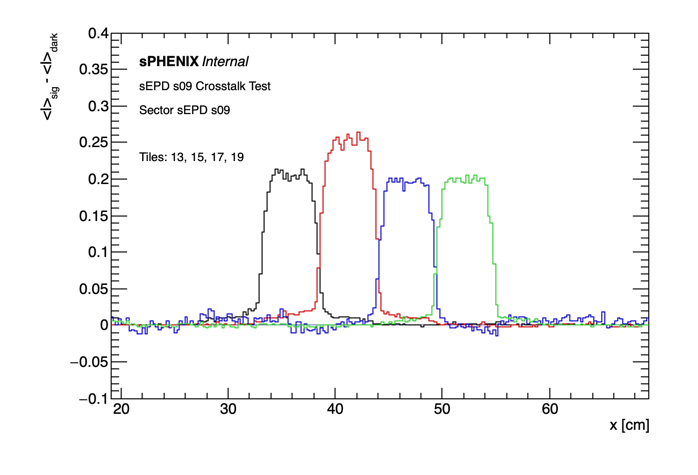 <I>sig - <I>dark
0.4
0.35
0.3
0.25
0.2
0.15
0.1
0.05
0
−0.05
−0.1
sPHENIX Internal
sEPD s09 Crosstalk Test
Sector sEPD s09
Tiles: 13, 15, 17, 19
20 30 40 50 60
x [cm]